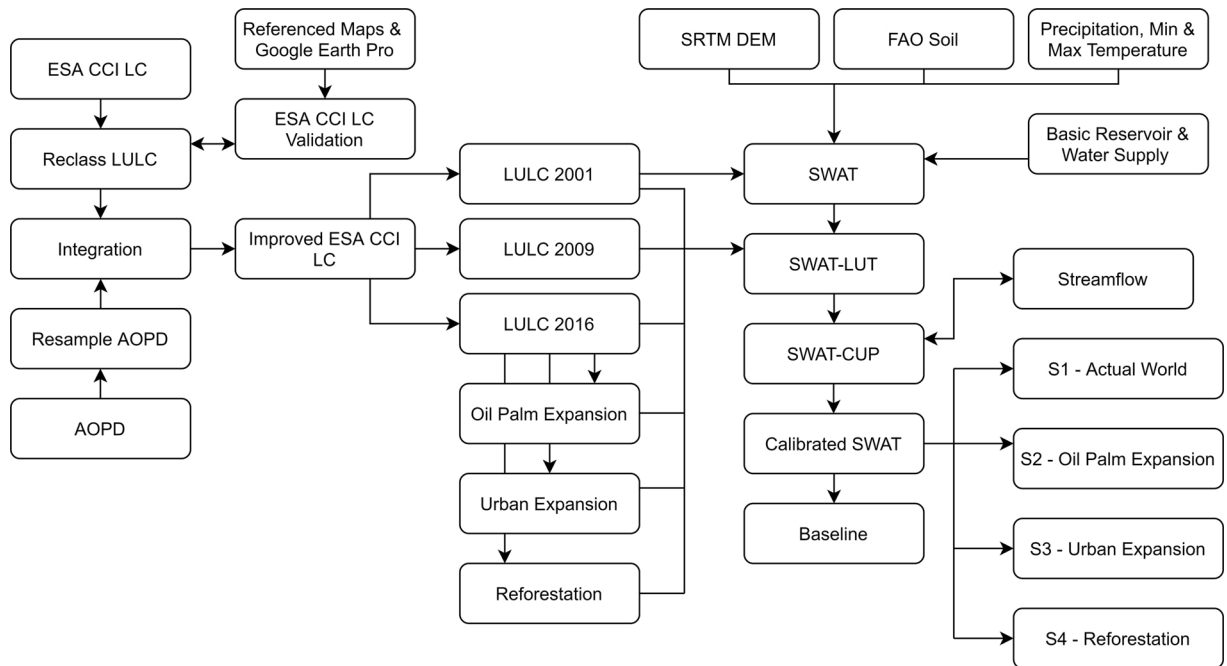 Referenced Maps &
Google Earth Pro
SRTM DEM
FAO Soil
Precipitation, Min &
Max Temperature
ESA CCI LC
ESA CCI LC
Validation
Reclass LULC
Basic Reservoir &
Water Supply
LULC 2001
SWAT
Integration
Improved ESA CCI
LC
LULC 2009
SWAT-LUT
Streamflow
Resample AOPD
LULC 2016
SWAT-CUP
S1 - Actual World
AOPD
Oil Palm Expansion
Calibrated SWAT
S2 - Oil Palm Expansion
Urban Expansion
Baseline
S3 - Urban Expansion
Reforestation
S4 - Reforestation